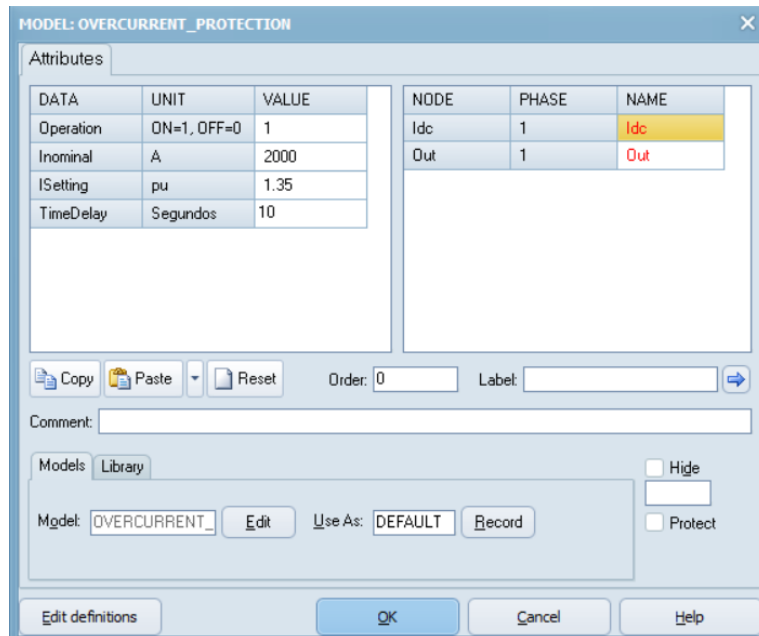 MODEL: OVERCURRENT_PROTECTION
Attributes
DATA UNIT VALUE NODE PHASE NAME
Operation ON=1, OFF=0 1 Idc 1 Idc
Inominal A 2000 Out 1 Out
ISetting pu 1.35
TimeDelay Segundos 10
Copy Paste Reset Order: 0 Label:
Comment:
Models Library Hide
Model: OVERCURRENT_ Edit Use As: DEFAULT Record Protect
Edit definitions OK Cancel Help